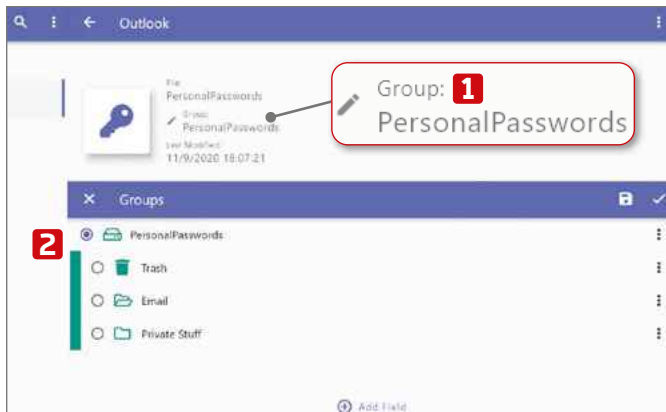 Outlook
File
PersonalPasswords
Group:
PersonalPasswords
Last Modified:
11/9/2020 18:07:21
Group: 1
PersonalPasswords
Groups
2
PersonalPasswords
Trash
Email
Private Stuff
Add Field